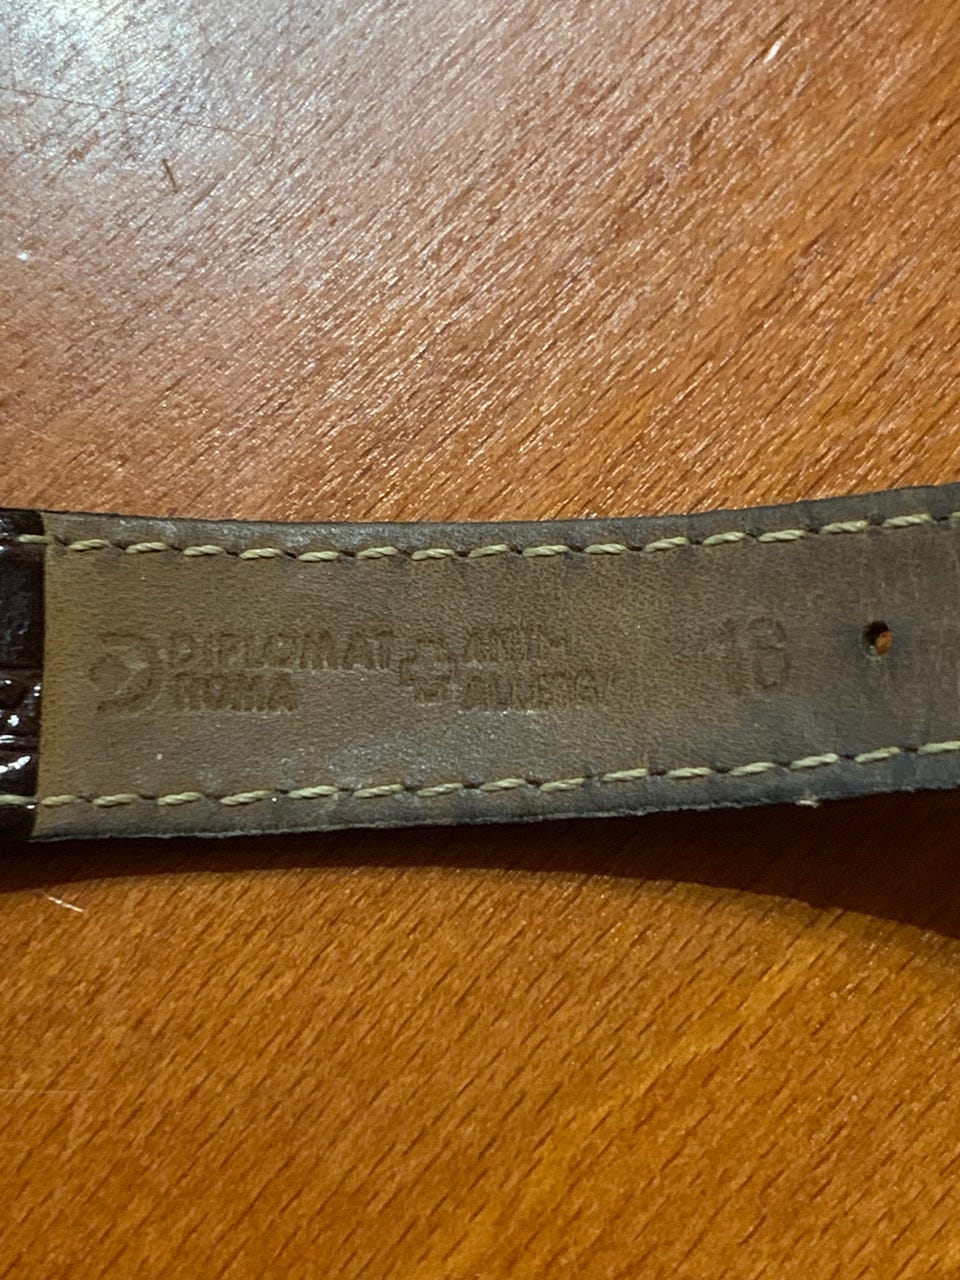 DIPLOMAT
ROMA
ANTI-
ALLERGY
18